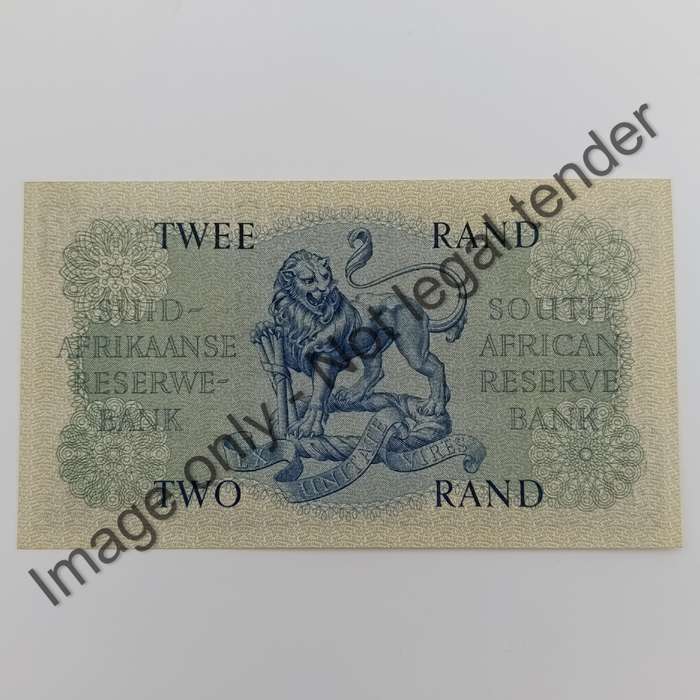 TWEE RAND
SUID-
AFRIKAANSE
RESERWE-
BANK
SOUTH
AFRICAN
RESERVE
BANK
EX UNITATE VIRES
TWO RAND
Image only - Not legal tender